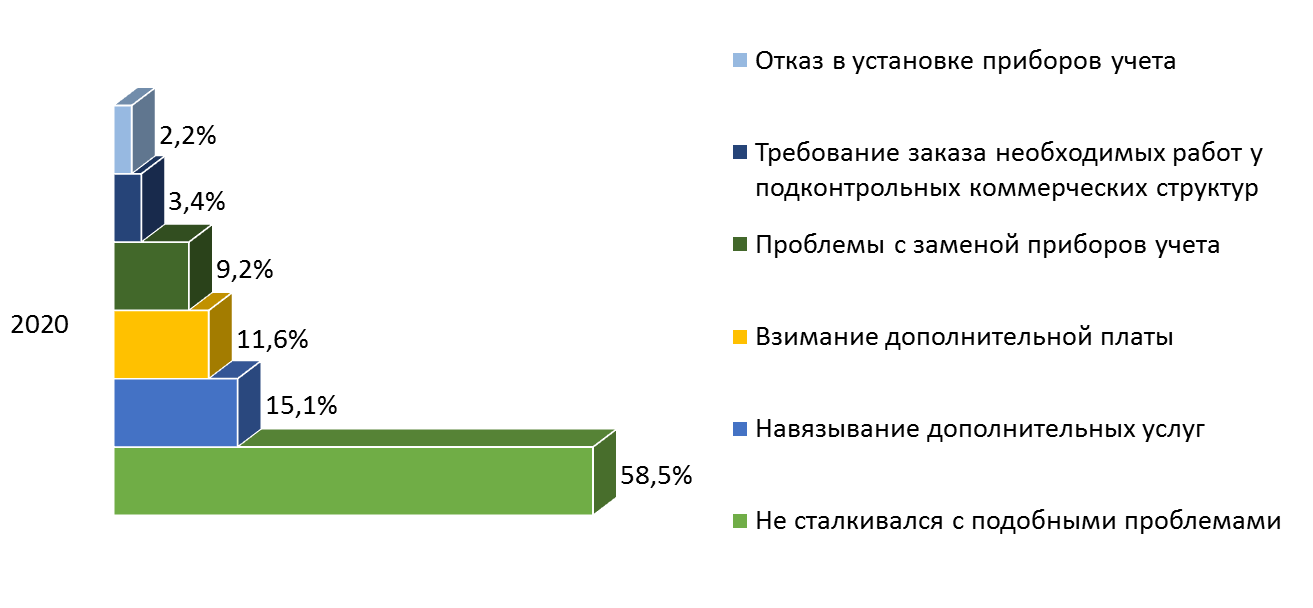 Отказ в установке приборов учета
2,2%
Требование заказа необходимых работ у
подконтрольных коммерческих структур
3,4%
Проблемы с заменой приборов учета
9,2%
2020
11,6%
Взимание дополнительной платы
15,1%
Навязывание дополнительных услуг
58,5%
Не сталкивался с подобными проблемами